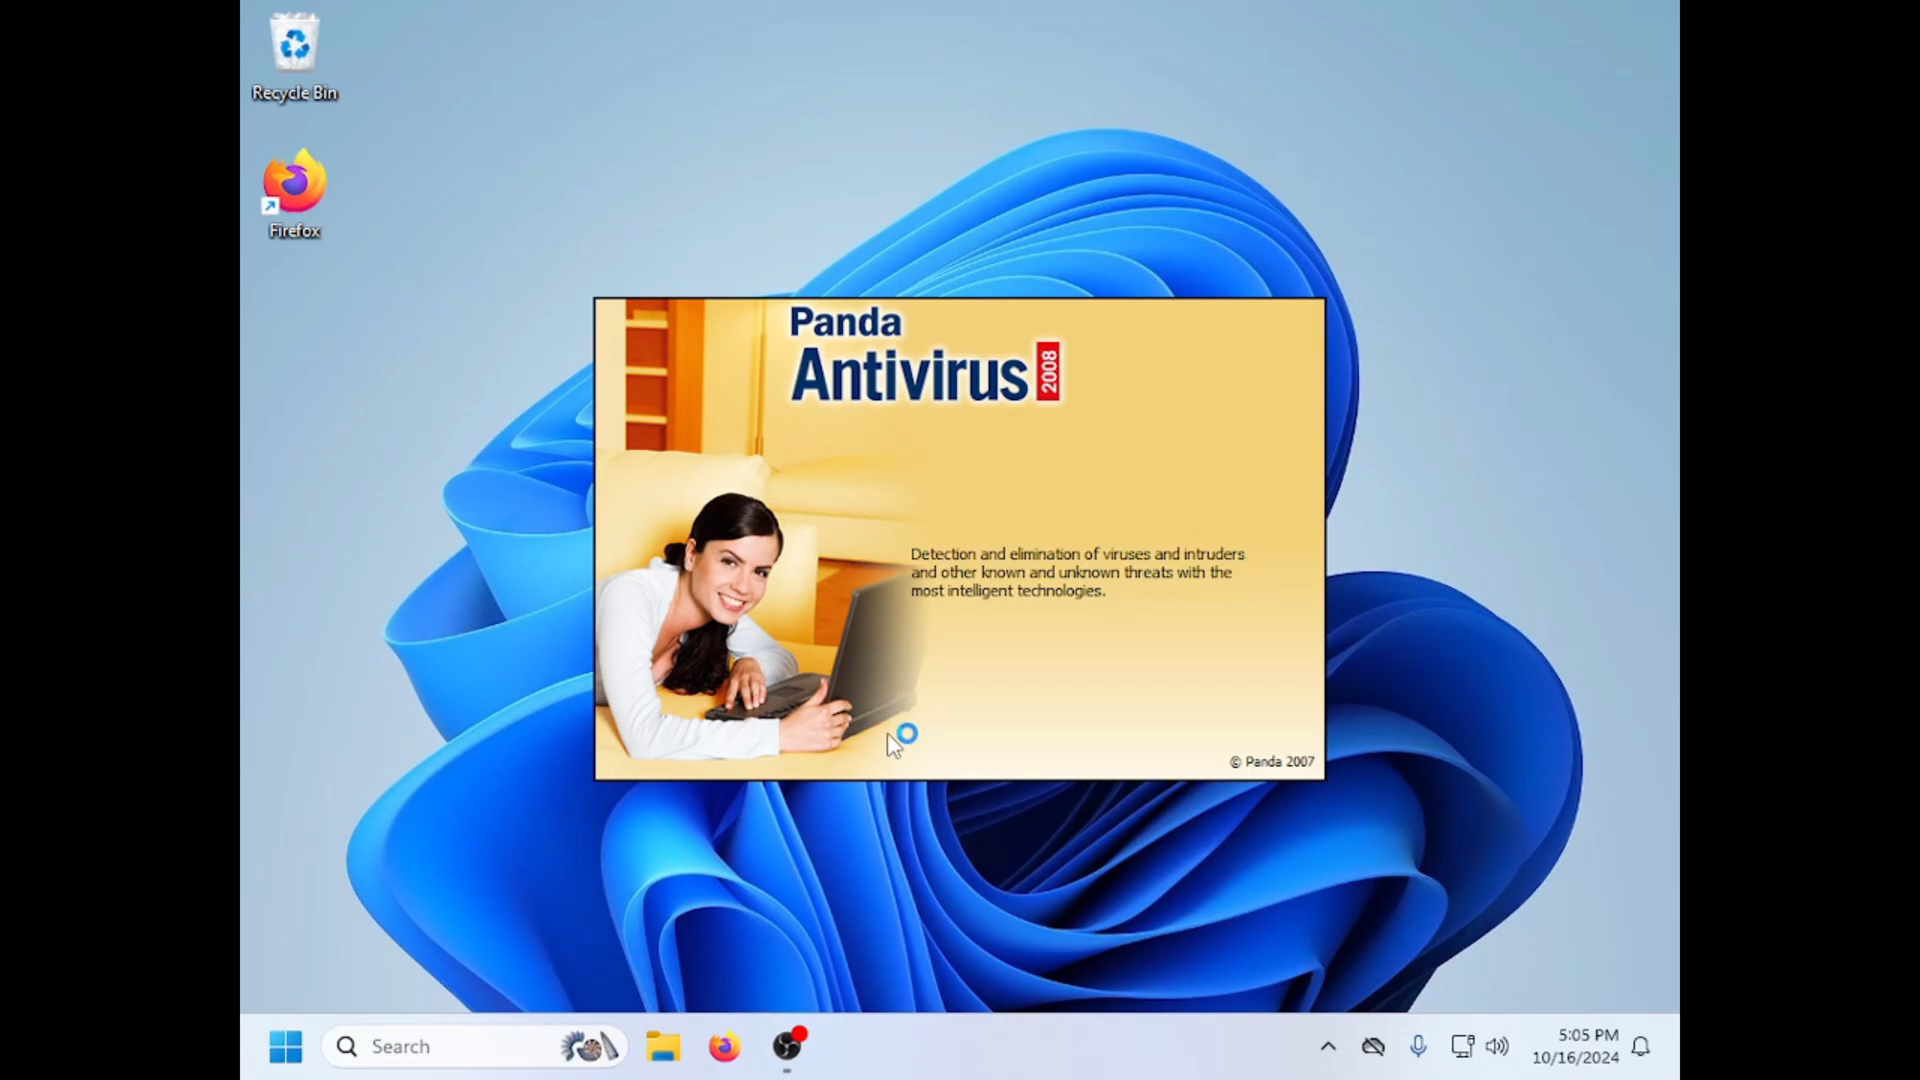 Recycle Bin
Firefox
Panda
Antivirus 2008
Detection and elimination of viruses and intruders
and other known and unknown threats with the
most intelligent technologies.
© Panda 2007
Search
5:05 PM
10/16/2024